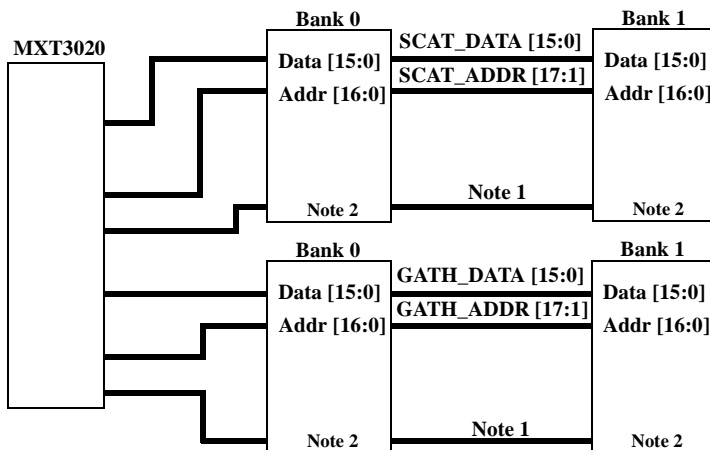 MXT3020
Bank 0
SCAT_DATA [15:0]
Bank 1
Data [15:0]
SCAT_ADDR [17:1]
Data [15:0]
Addr [16:0]
Addr [16:0]
Note 2
Note 1
Note 2
Bank 0
GATH_DATA [15:0]
Bank 1
Data [15:0]
GATH_ADDR [17:1]
Data [15:0]
Addr [16:0]
Addr [16:0]
Note 2
Note 1
Note 2